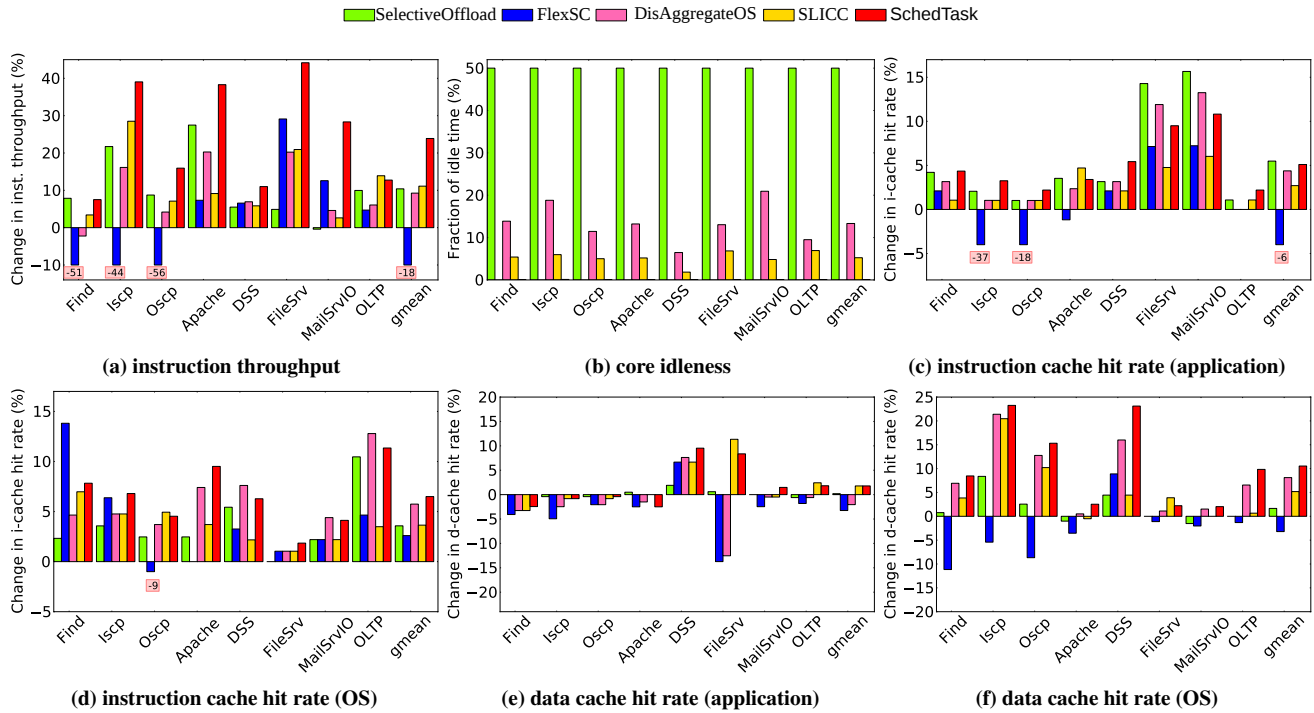 SelectiveOffload FlexSC DisAggregateOS SLICC SchedTask
Change in inst. throughput (%)
40
30
20
10
0
−10
-51
-44
-56
-18
Find
Iscp
Oscp
Apache
DSS
FileSrv
MailSrvIO
OLTP
gmean
(a) instruction throughput
Fraction of idle time (%)
50
40
30
20
10
0
Find
Iscp
Oscp
Apache
DSS
FileSrv
MailSrvIO
OLTP
gmean
(b) core idleness
Change in i-cache hit rate (%)
15
10
5
0
−5
-37
-18
-6
Find
Iscp
Oscp
Apache
DSS
FileSrv
MailSrvIO
OLTP
gmean
(c) instruction cache hit rate (application)
Change in i-cache hit rate (%)
15
10
5
0
−5
-9
Find
Iscp
Oscp
Apache
DSS
FileSrv
MailSrvIO
OLTP
gmean
(d) instruction cache hit rate (OS)
Change in d-cache hit rate (%)
20
15
10
5
0
−5
−10
−15
−20
Find
Iscp
Oscp
Apache
DSS
FileSrv
MailSrvIO
OLTP
gmean
(e) data cache hit rate (application)
Change in d-cache hit rate (%)
25
20
15
10
5
0
−5
−10
−15
−20
Find
Iscp
Oscp
Apache
DSS
FileSrv
MailSrvIO
OLTP
gmean
(f) data cache hit rate (OS)